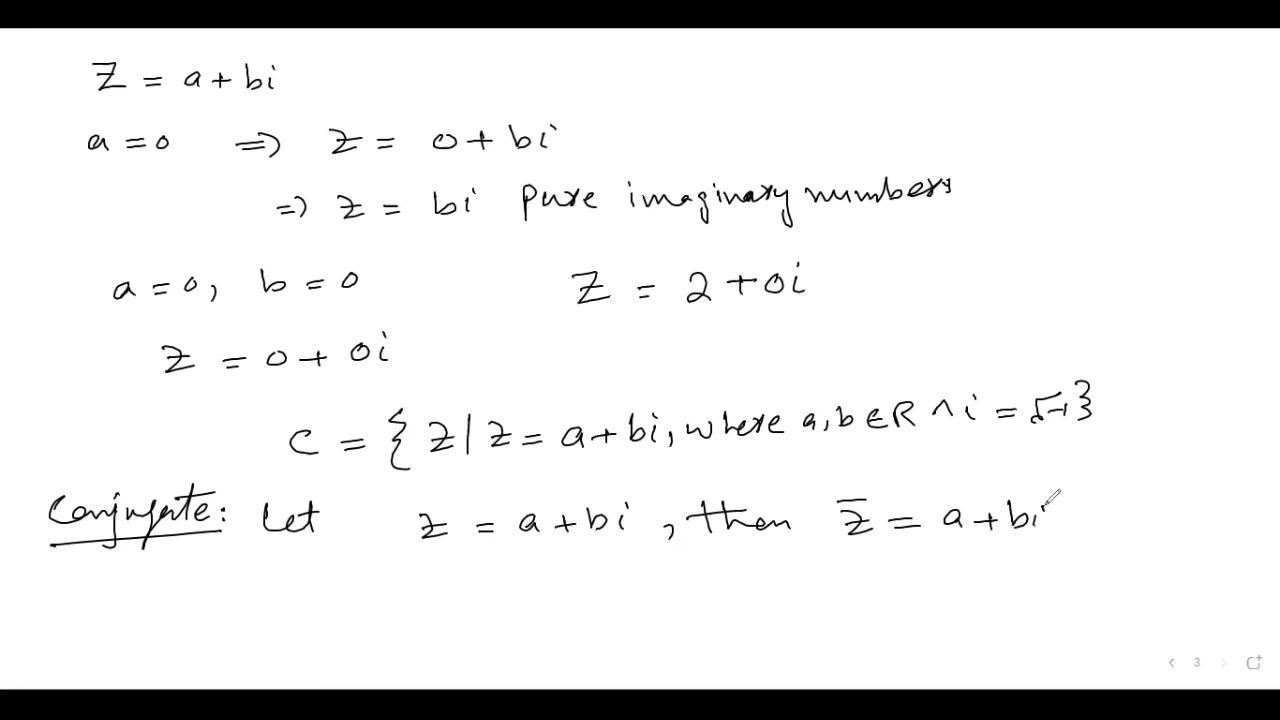 Z = a + bi
a = 0 ⇒ z = 0 + bi
⇒ z = bi pure imaginary numbers
a = 0, b = 0 Z = 2 + 0i
z = 0 + 0i
C = { z | z = a + bi, where a, b ∈ R ∧ i = √-1 }
Conjugate: Let z = a + bi, then z̅ = a + bi
< 3 >